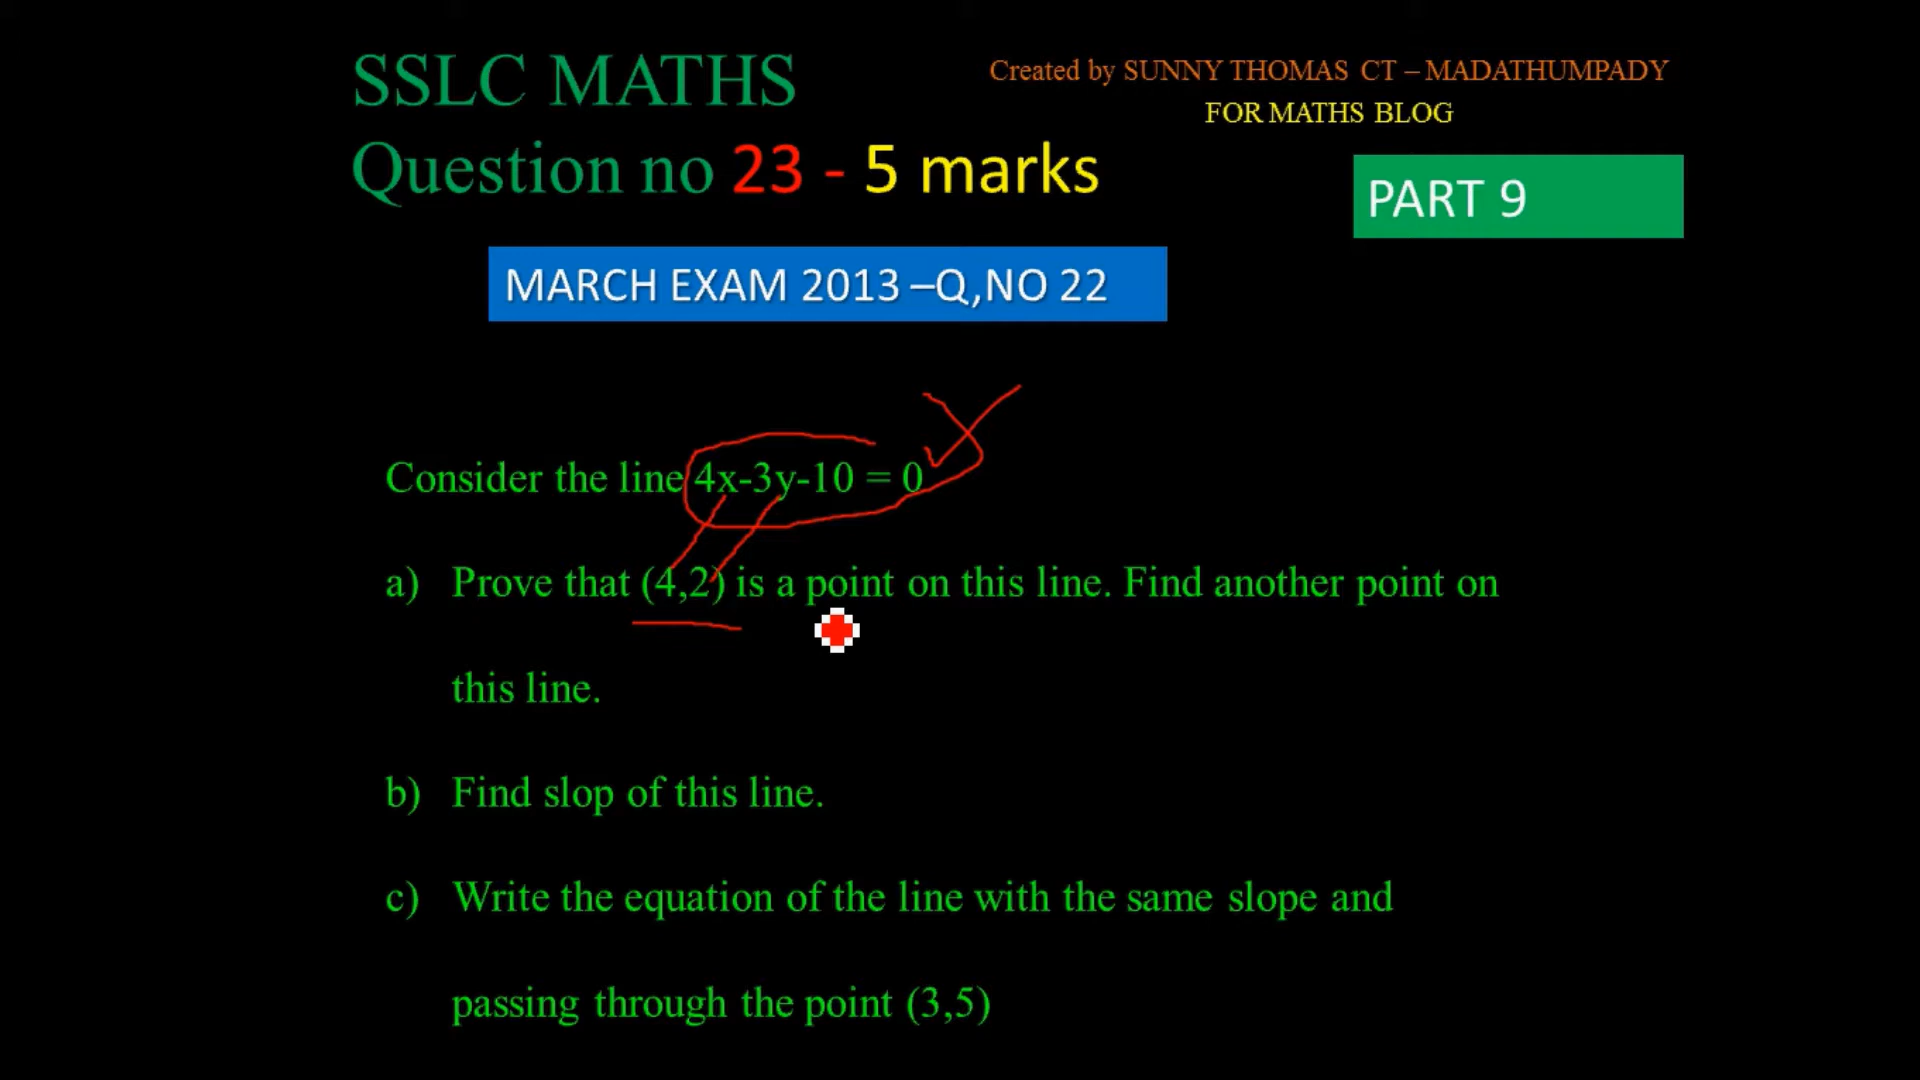 SSLC MATHS
Created by SUNNY THOMAS CT – MADATHUMPADY
FOR MATHS BLOG
Question no 23 - 5 marks
PART 9
MARCH EXAM 2013 –Q,NO 22
Consider the line 4x-3y-10 = 0
a) Prove that (4,2) is a point on this line. Find another point on
this line.
b) Find slop of this line.
c) Write the equation of the line with the same slope and
passing through the point (3,5)